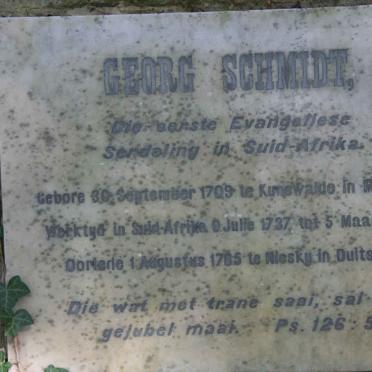 GEORG SCHMIDT,
Die eerste Evangeliese
Sendeling in Suid-Afrika.
Gebore 30 September 1709 te Kunewalde in M
Werktyd in Suid-Afrika 9 Julie 1737 tot 5 Maa
Oorlede 1 Augustus 1785 te Niesky in Duits
Die wat met trane saai, sal
gejubel maai. Ps. 126: 5